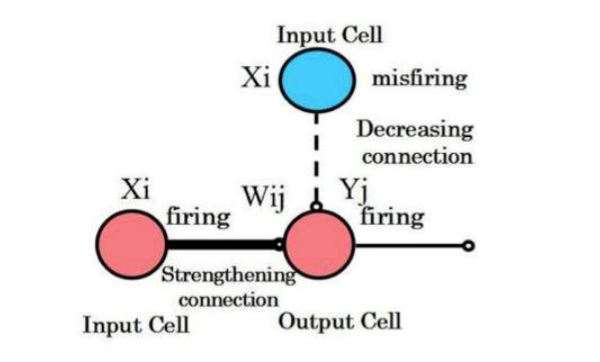 Input Cell
Xi misfiring
Decreasing
connection
Xi Wij Yj
firing firing
Strengthening
connection
Input Cell Output Cell